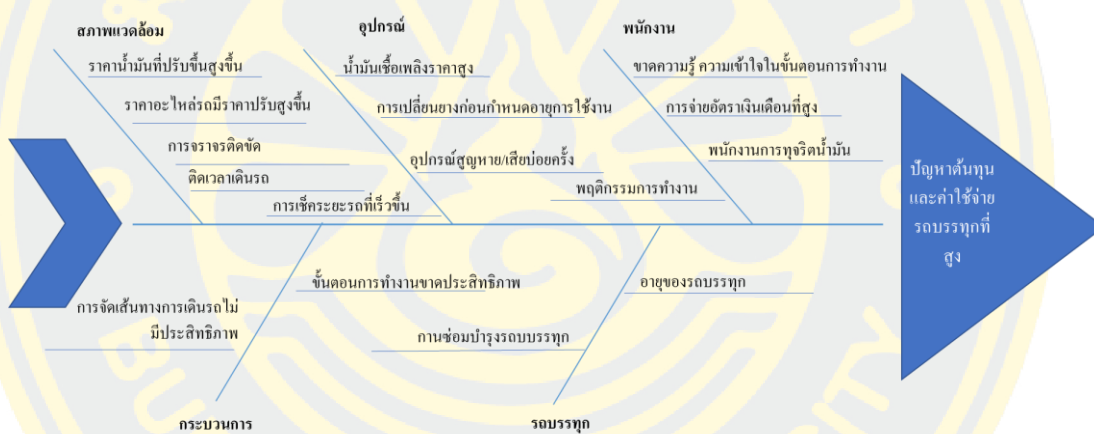 สภาพแวดล้อม
ราคาน้ำมันที่ปรับขึ้นสูงขึ้น
ราคาอะไหล่รถมีราคาปรับสูงขึ้น
การจราจรติดขัด
ติดเวลาเดินรถ
การเช็คระยะรถที่เร็วขึ้น
อุปกรณ์
น้ำมันเชื้อเพลิงราคาสูง
การเปลี่ยนยางก่อนกำหนดอายุการใช้งาน
อุปกรณ์สูญหาย/เสียบ่อยครั้ง
พนักงาน
ขาดความรู้ ความเข้าใจในขั้นตอนการทำงาน
การจ่ายอัตราเงินเดือนที่สูง
พนักงานการทุจริตน้ำมัน
พฤติกรรมการทำงาน
ปัญหาต้นทุน
และค่าใช้จ่าย
รถบรรทุกที่
สูง
ขั้นตอนการทำงานขาดประสิทธิภาพ
การจัดเส้นทางการเดินรถไม่
มีประสิทธิภาพ
กระบวนการ
อายุของรถบรรทุก
กานซ่อมบำรุงรถบบรรทุก
รถบรรทุก